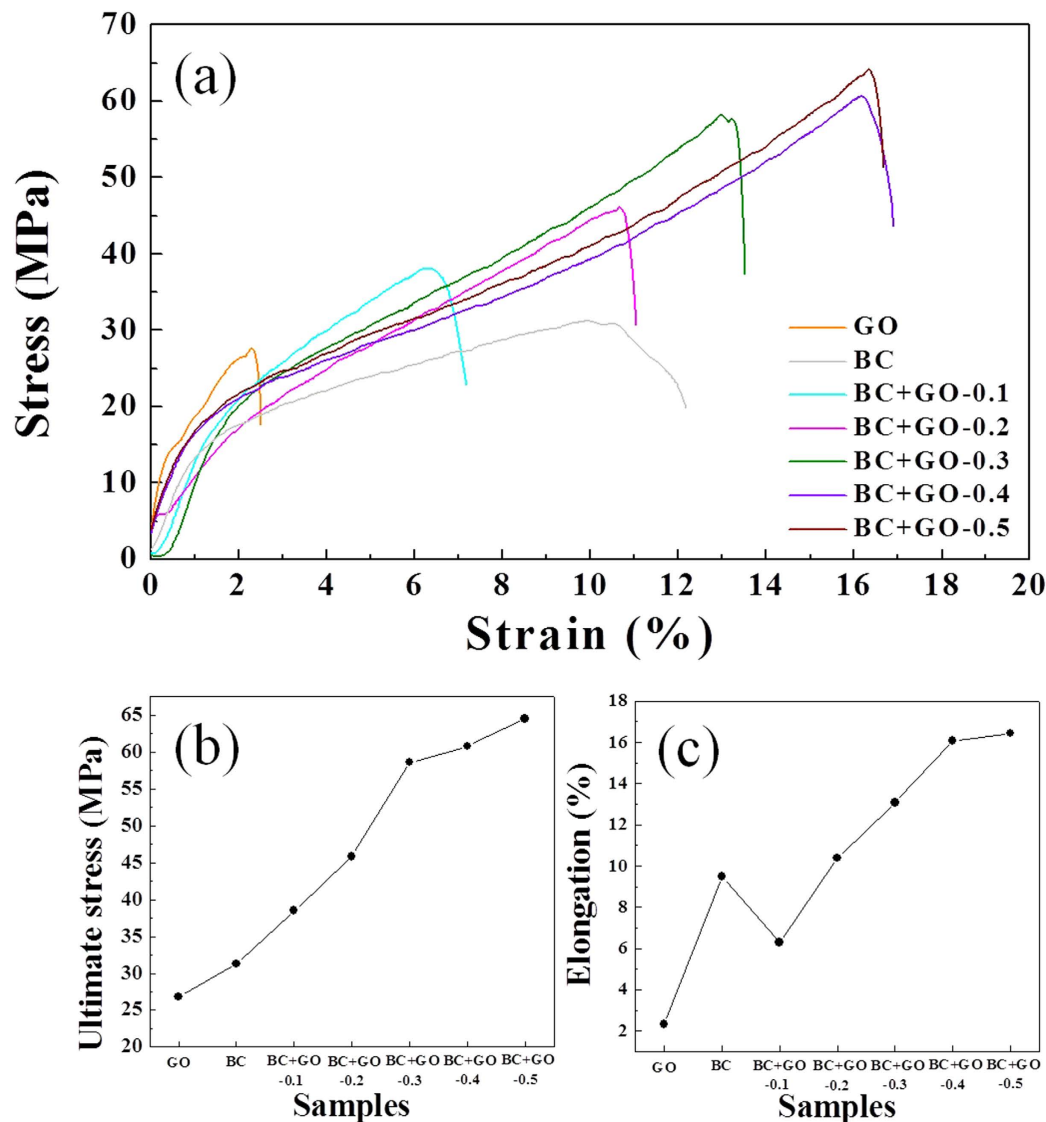 (a)
Stress (MPa)
70
60
50
40
30
20
10
0
0 2 4 6 8 10 12 14 16 18 20
Strain (%)
GO
BC
BC+GO-0.1
BC+GO-0.2
BC+GO-0.3
BC+GO-0.4
BC+GO-0.5
(b)
Ultimate stress (MPa)
65
60
55
50
45
40
35
30
25
20
GO BC BC+GO BC+GO BC+GO BC+GO BC+GO
-0.1 -0.2 -0.3 -0.4 -0.5
Samples
(c)
Elongation (%)
18
16
14
12
10
8
6
4
2
GO BC BC+GO BC+GO BC+GO BC+GO BC+GO
-0.1 -0.2 -0.3 -0.4 -0.5
Samples